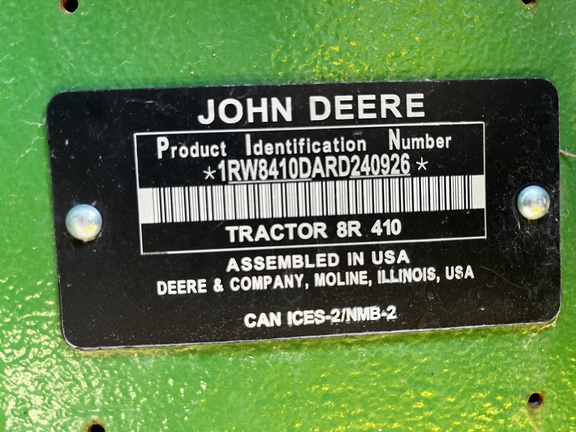 JOHN DEERE
Product Identification Number
*1RW8410DARD240926*
TRACTOR 8R 410
ASSEMBLED IN USA
DEERE & COMPANY, MOLINE, ILLINOIS, USA
CAN ICES-2/NMB-2